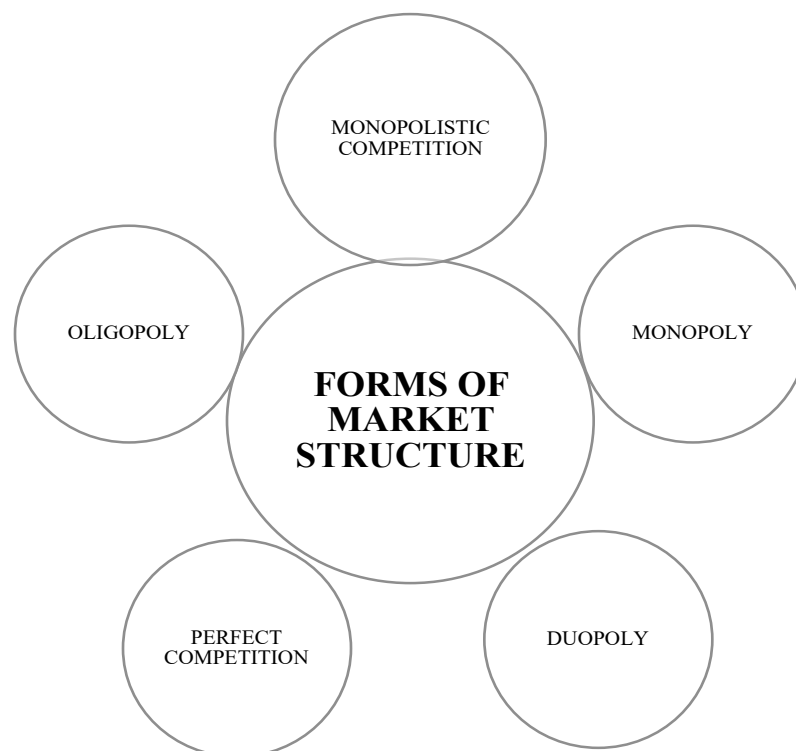 MONOPOLISTIC
COMPETITION
OLIGOPOLY
MONOPOLY
FORMS OF
MARKET
STRUCTURE
PERFECT
COMPETITION
DUOPOLY